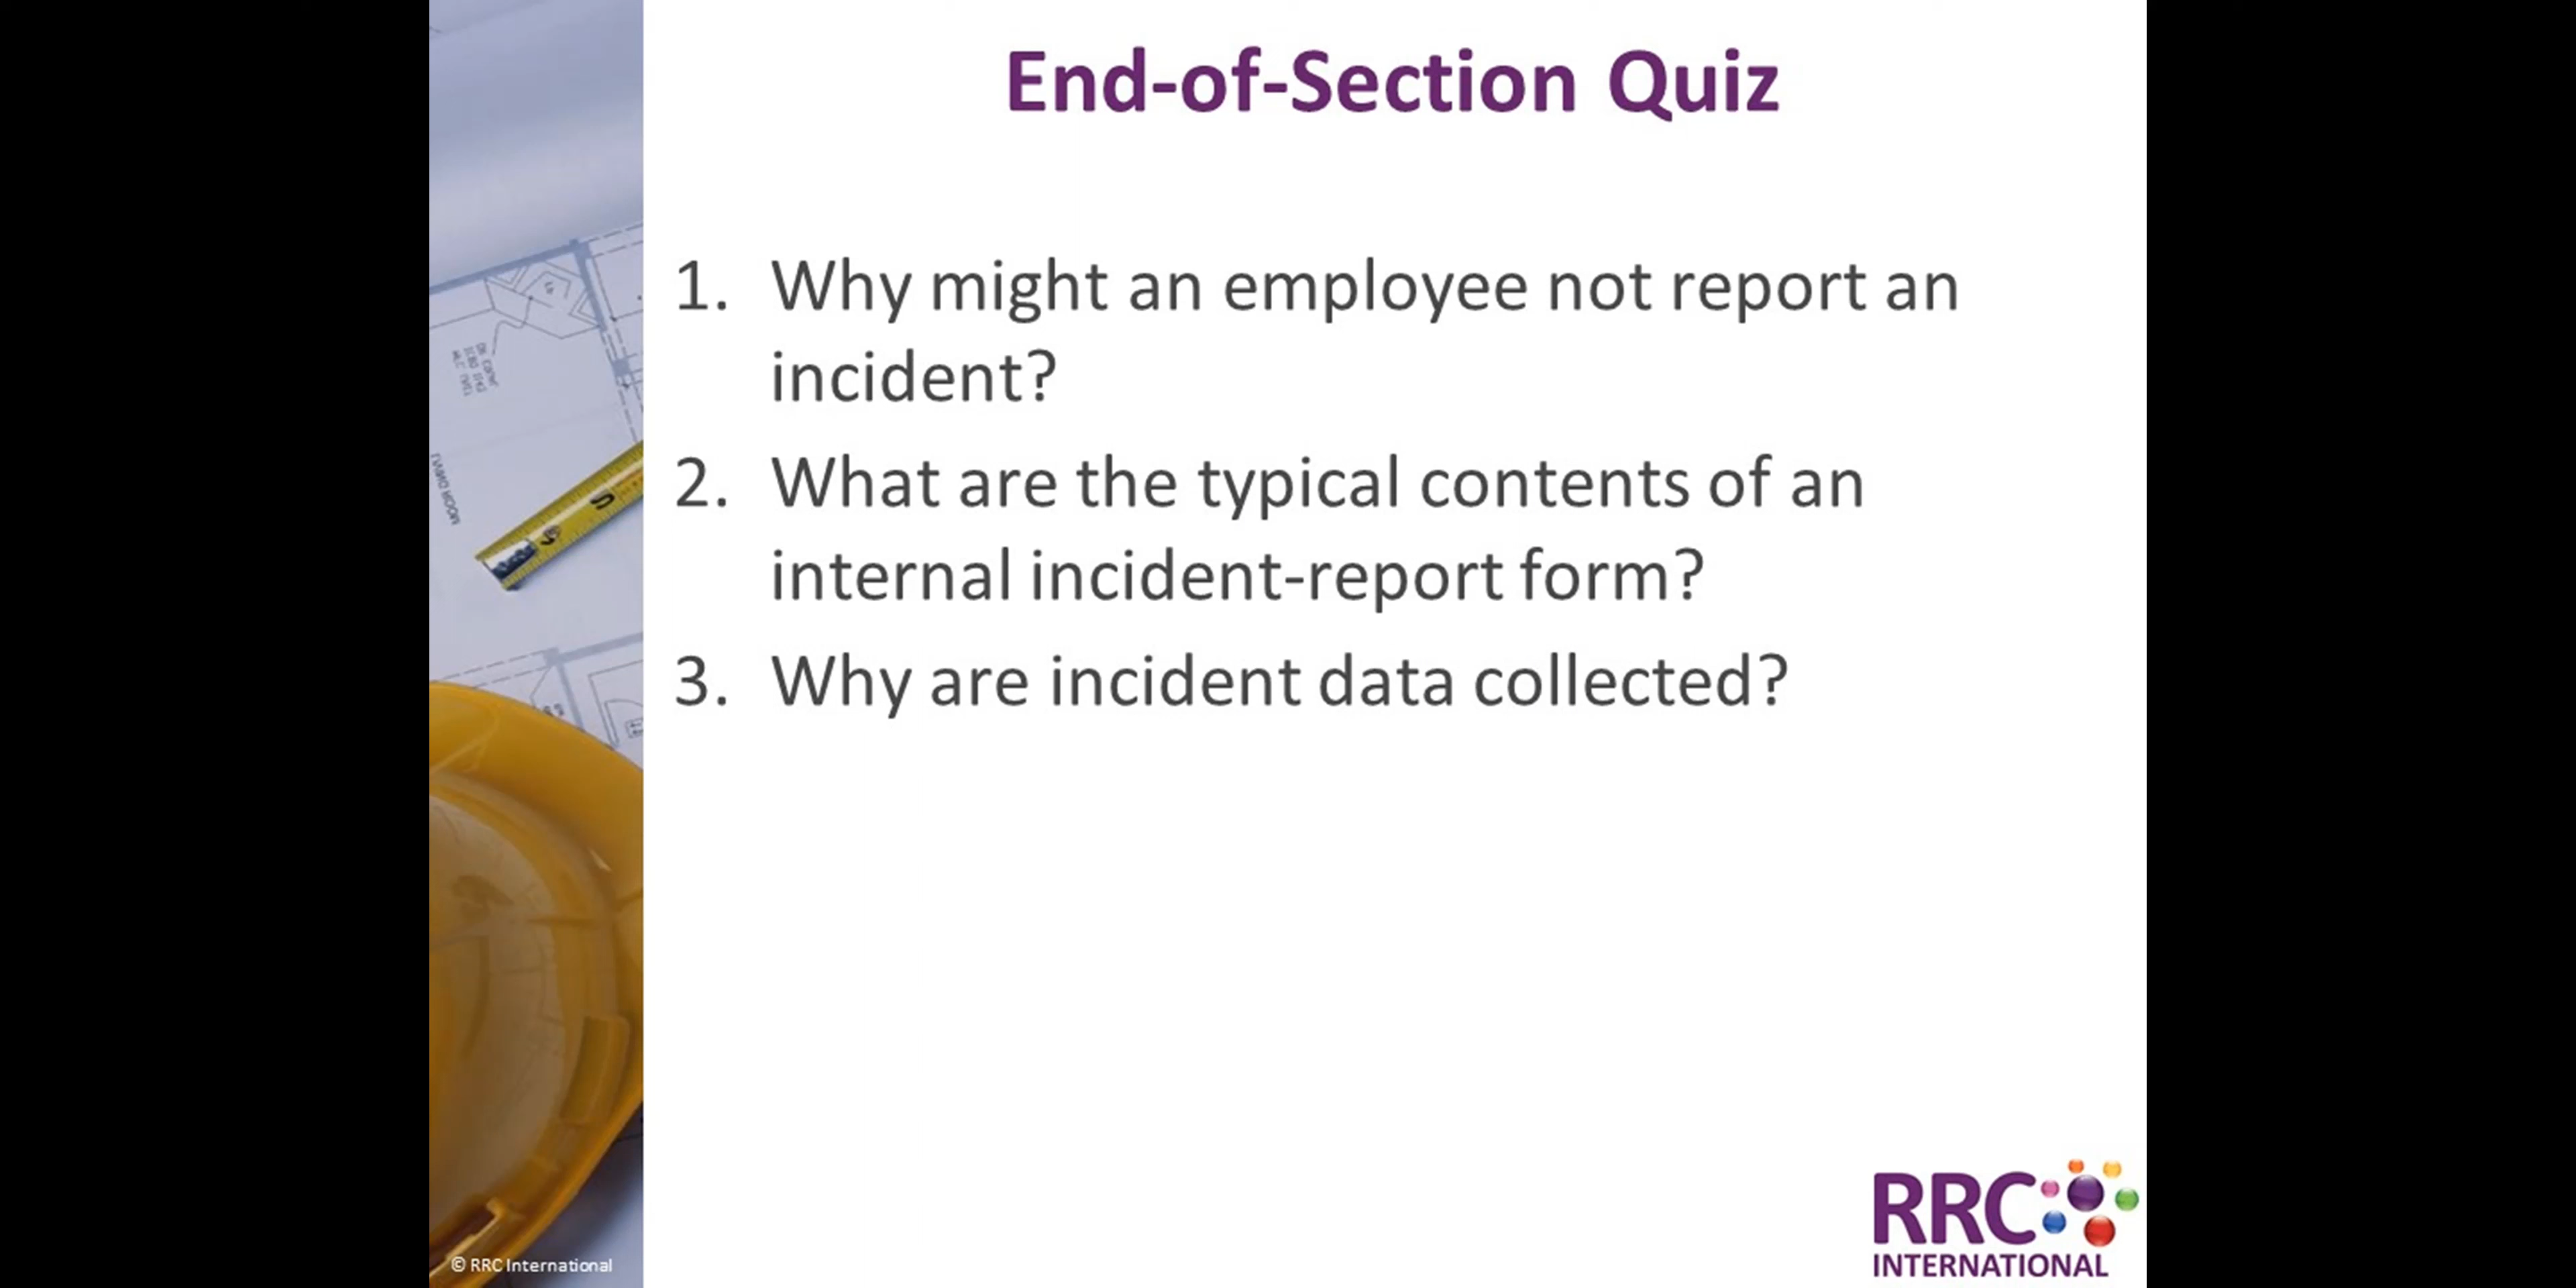 End-of-Section Quiz
1. Why might an employee not report an
incident?
2. What are the typical contents of an
internal incident-report form?
3. Why are incident data collected?
© RRC International
RRC
INTERNATIONAL